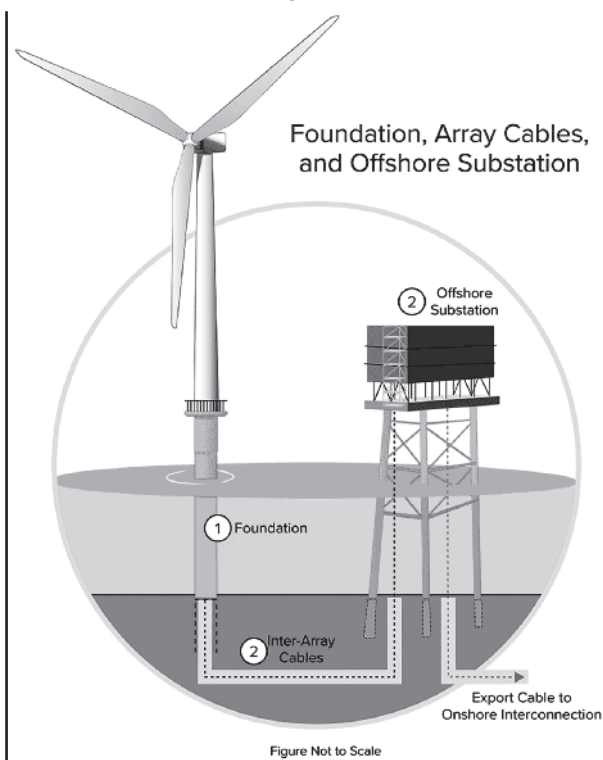 Foundation, Array Cables,
and Offshore Substation
2 Offshore
Substation
1 Foundation
2 Inter-Array
Cables
Export Cable to
Onshore Interconnection
Figure Not to Scale